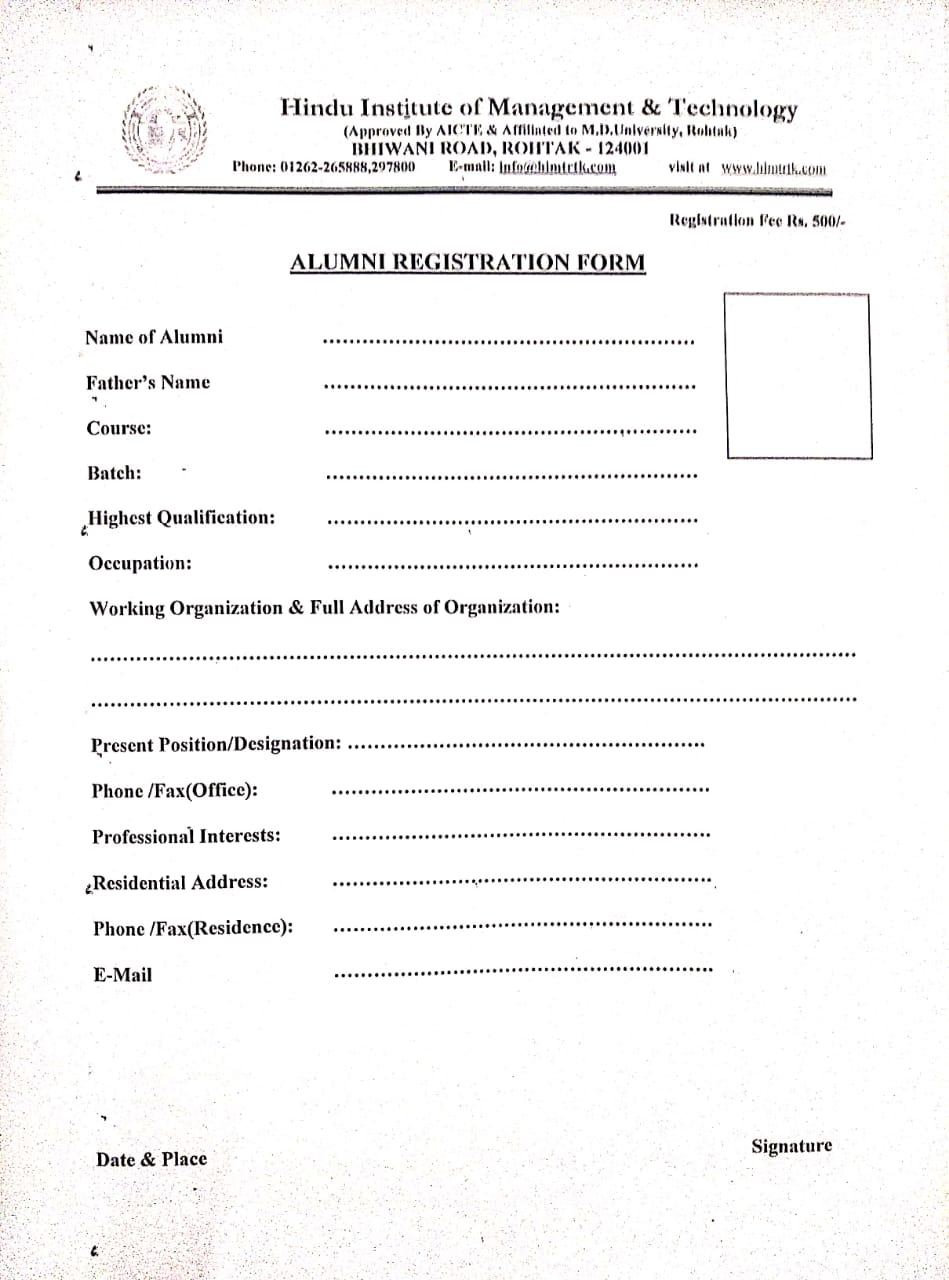 Hindu Institute of Management & Technology
(Approved By AICTE & Affilinted to M.D.University, Rohtak)
BHIWANI ROAD, ROHTAK - 124001
Phone: 01262-265888,297800 E-mail: info@himtrtk.com visit at www.himtrtk.com
Registration Fee Rs. 500/-
ALUMNI REGISTRATION FORM
Name of Alumni ................................................................
Father's Name ................................................................
Course: ................................................................
Batch: ................................................................
Highest Qualification: ................................................................
Occupation: ................................................................
Working Organization & Full Address of Organization:
................................................................................................................................
................................................................................................................................
Present Position/Designation: ................................................................
Phone /Fax(Office): ................................................................
Professional Interests: ................................................................
Residential Address: ................................................................
Phone /Fax(Residence): ................................................................
E-Mail ................................................................
Signature
Date & Place